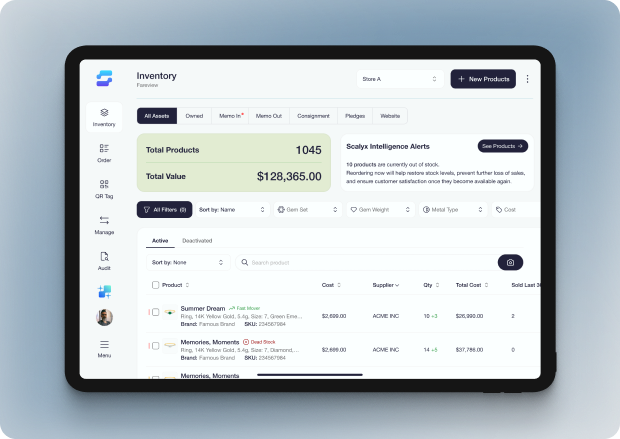 Inventory
Fareview
Store A
New Products
Inventory
Order
QR Tag
Manage
Audit
Menu
All Assets Owned Memo In Memo Out Consignment Pledges Website
Total Products 1045
Total Value $128,365.00
Scalyx Intelligence Alerts See Products
10 products are currently out of stock.
Reordering now will help restore stock levels, prevent further loss of sales,
and ensure customer satisfaction once they become available again.
All Filters (0) Sort by: Name Gem Set Gem Weight Metal Type Cost
Active Deactivated
Sort by: None Search product
Product Cost Supplier Qty Total Cost Sold Last
Summer Dream Fast Mover
Ring, 14K Yellow Gold, 5.4g, Size: 7, Green Eme...
Brand: Famous Brand SKU: 234567984
$2,699.00 ACME INC 10 +3 $26,990.00 2
Memories, Moments Dead Stock
Ring, 14K Yellow Gold, 5.4g, Size: 7, Diamond,...
Brand: Famous Brand SKU: 234567984
$2,699.00 ACME INC 14 +5 $37,786.00 0
Memories, Moments